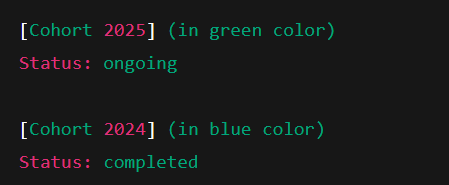 [Cohort 2025] (in green color)
Status: ongoing
[Cohort 2024] (in blue color)
Status: completed